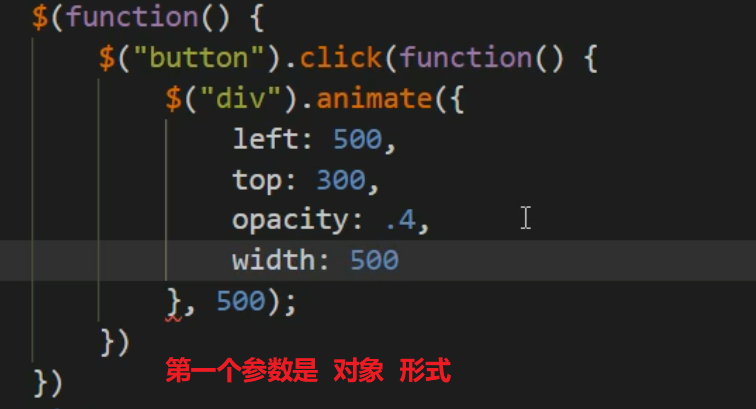 $(function() {
$("button").click(function() {
$("div").animate({
left: 500,
top: 300,
opacity: .4,
width: 500
}, 500);
})
第一个参数是 对象 形式
})